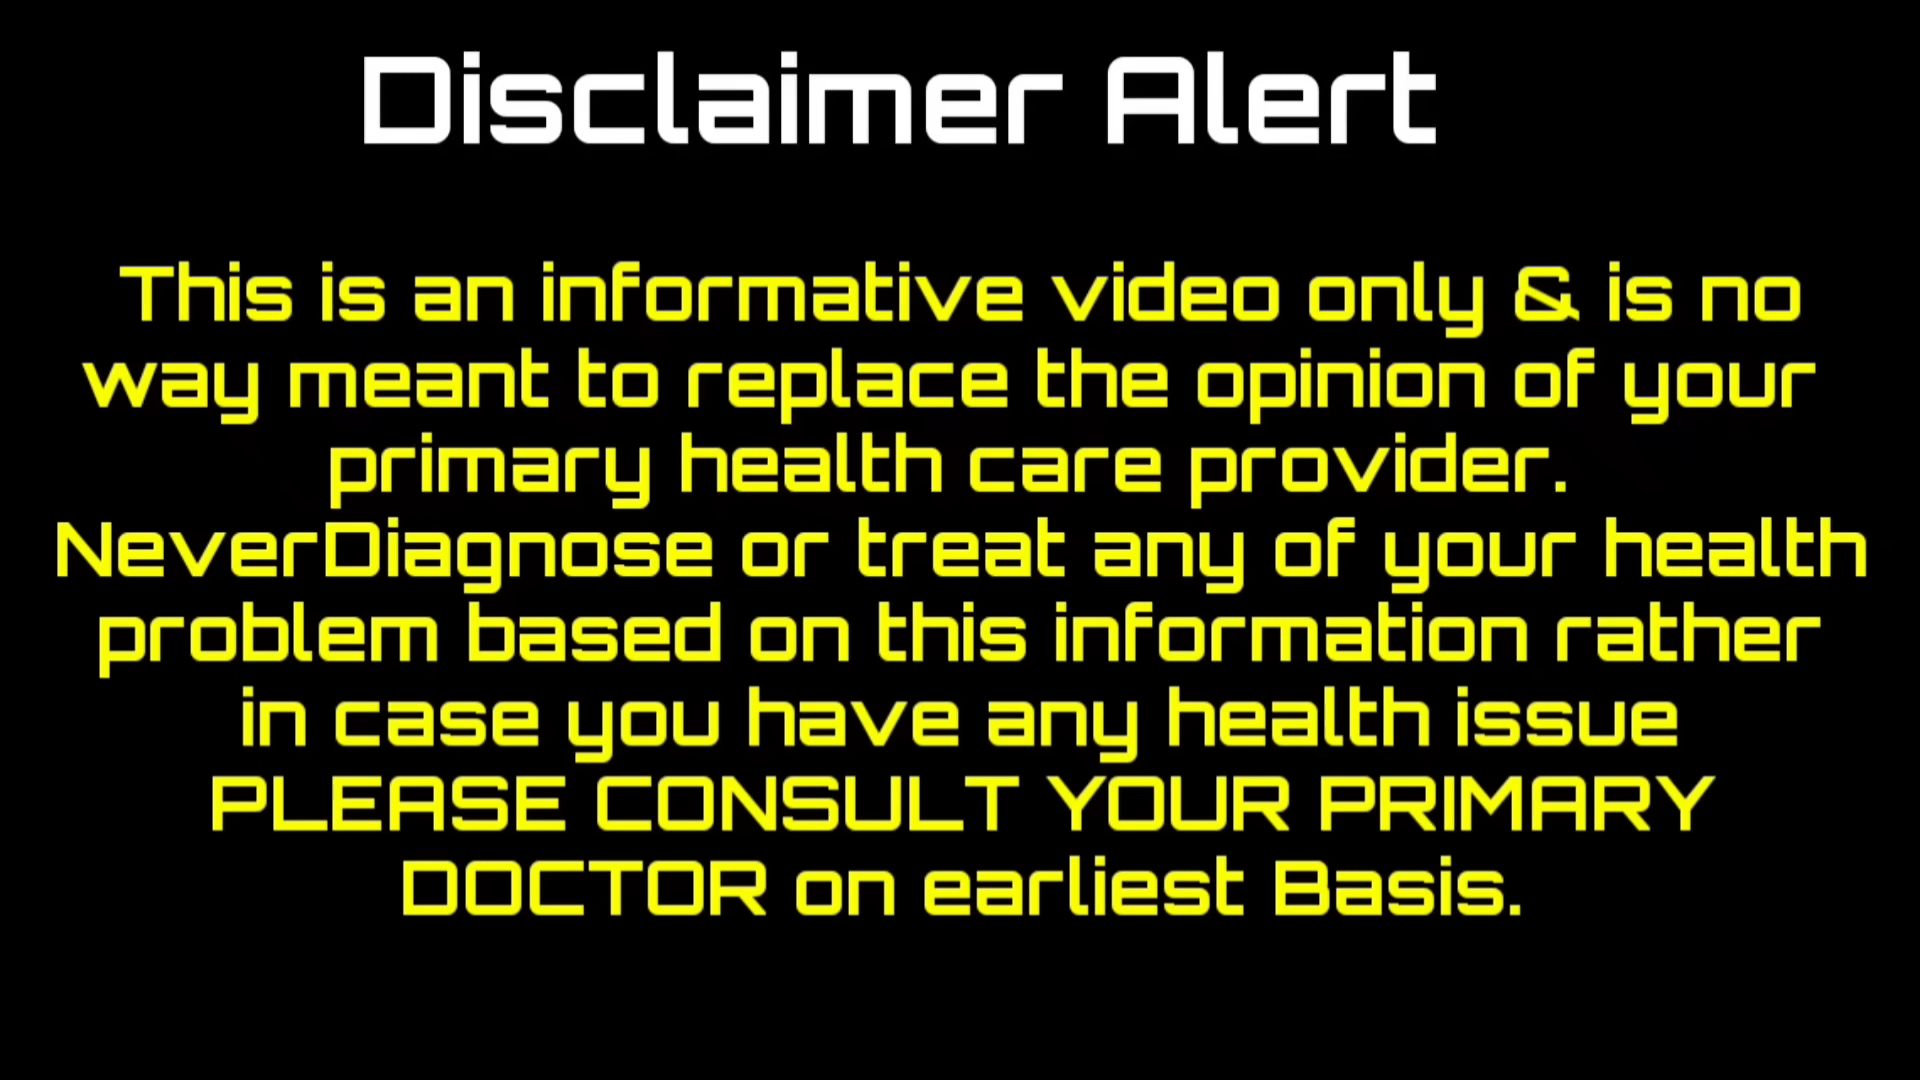 Disclaimer Alert
This is an informative video only & is no
way meant to replace the opinion of your
primary health care provider.
NeverDiagnose or treat any of your health
problem based on this information rather
in case you have any health issue
PLEASE CONSULT YOUR PRIMARY
DOCTOR on earliest Basis.